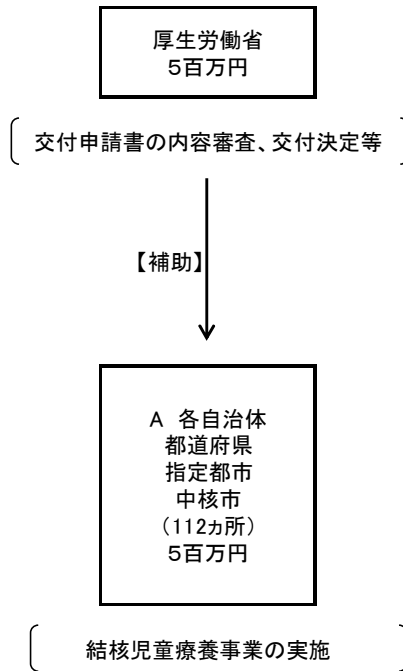 厚生労働省
5百万円
交付申請書の内容審査、交付決定等
【補助】
A 各自治体
都道府県
指定都市
中核市
（112ヵ所）
5百万円
結核児童療養事業の実施